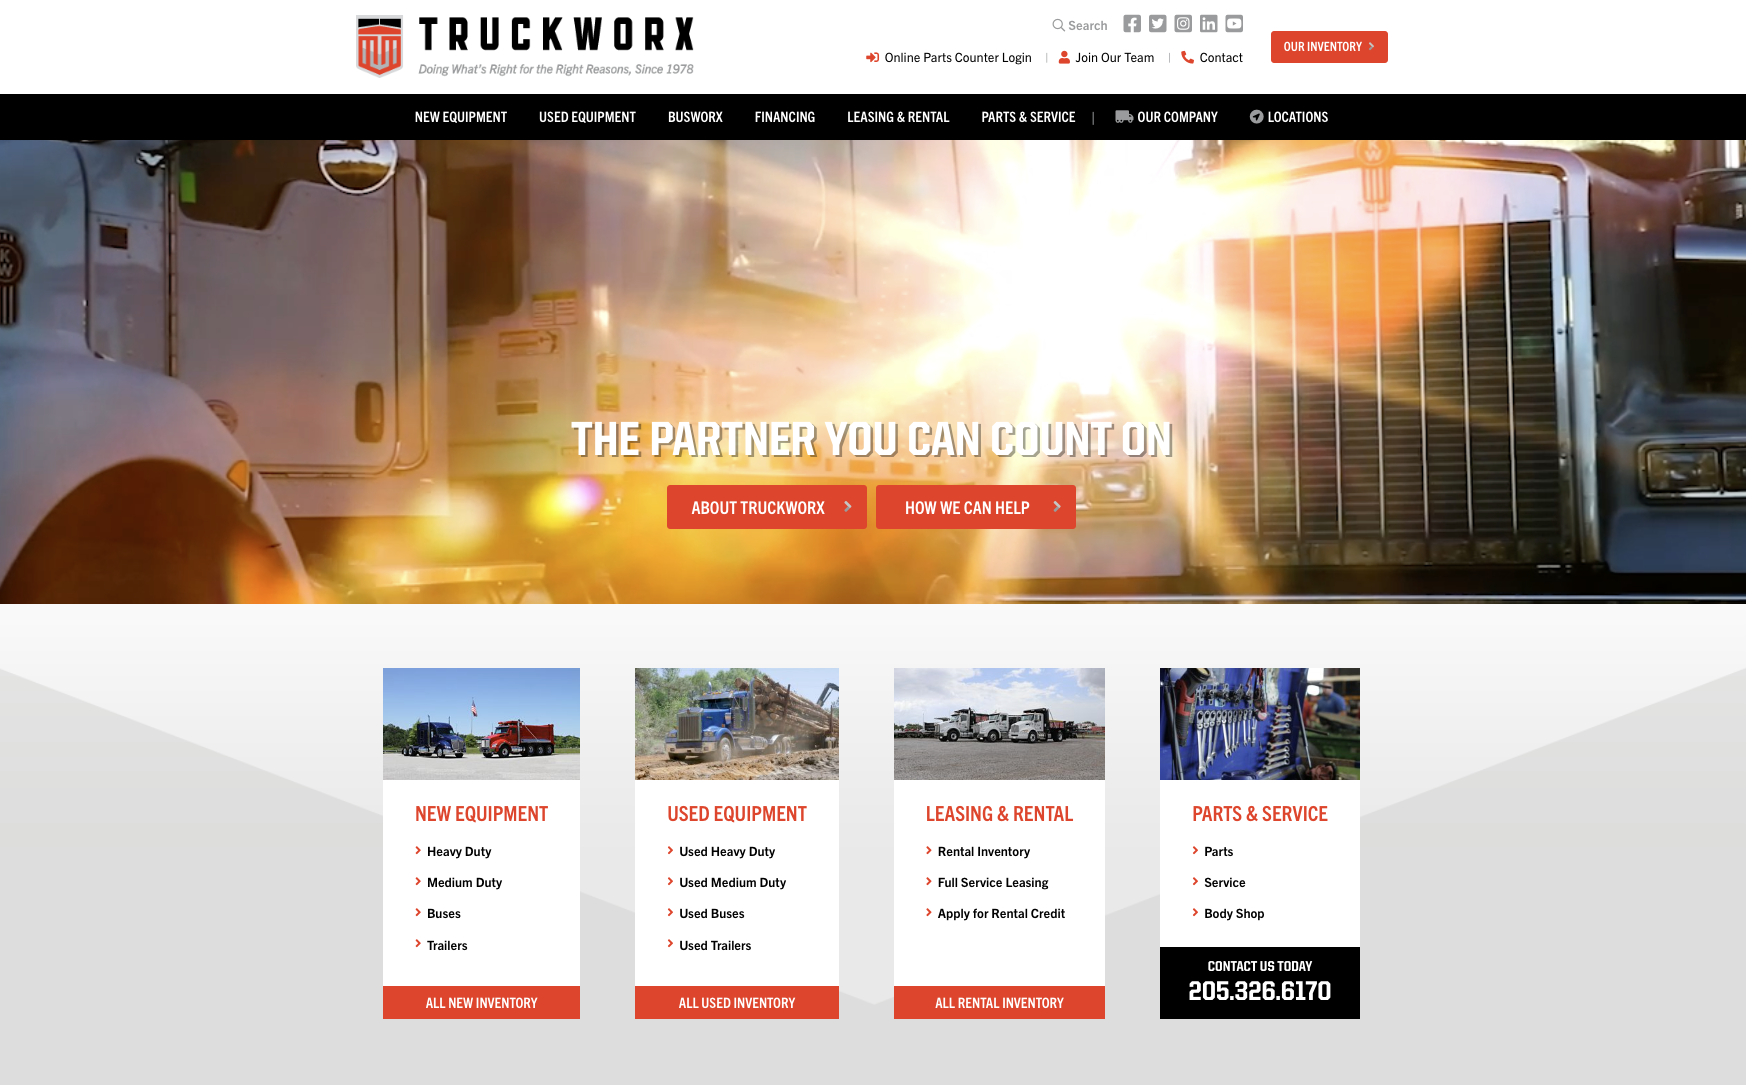 TRUCKWORX
Doing What's Right for the Right Reasons, Since 1978
Search
Online Parts Counter Login | Join Our Team | Contact
OUR INVENTORY
NEW EQUIPMENT USED EQUIPMENT BUSWORX FINANCING LEASING & RENTAL PARTS & SERVICE | OUR COMPANY LOCATIONS
THE PARTNER YOU CAN COUNT ON
ABOUT TRUCKWORX HOW WE CAN HELP
NEW EQUIPMENT
Heavy Duty
Medium Duty
Buses
Trailers
ALL NEW INVENTORY
USED EQUIPMENT
Used Heavy Duty
Used Medium Duty
Used Buses
Used Trailers
ALL USED INVENTORY
LEASING & RENTAL
Rental Inventory
Full Service Leasing
Apply for Rental Credit
ALL RENTAL INVENTORY
PARTS & SERVICE
Parts
Service
Body Shop
CONTACT US TODAY
205.326.6170